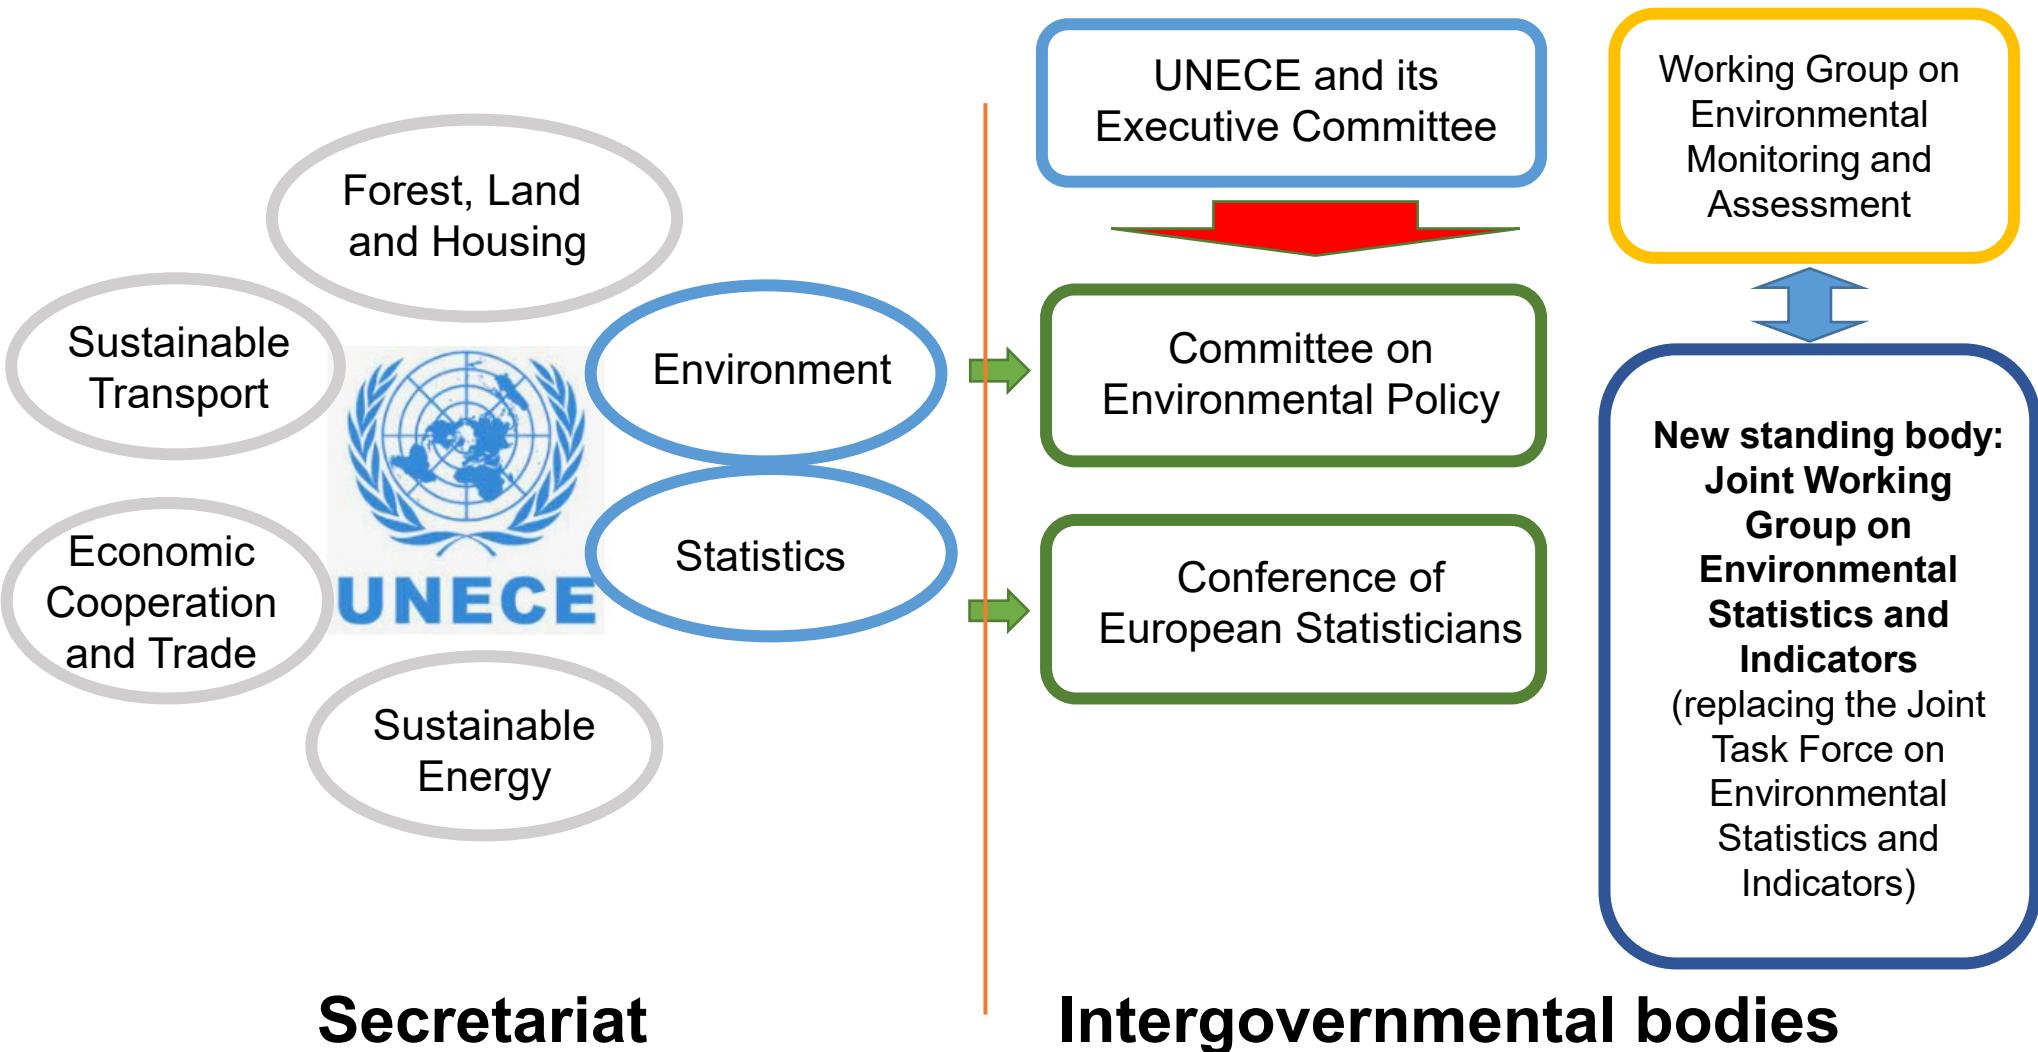 Forest, Land
and Housing
Sustainable
Transport
Environment
Economic
Cooperation
and Trade
UNECE
Statistics
Sustainable
Energy
Secretariat
UNECE and its
Executive Committee
Committee on
Environmental Policy
Conference of
European Statisticians
Working Group on
Environmental
Monitoring and
Assessment
New standing body:
Joint Working
Group on
Environmental
Statistics and
Indicators
(replacing the Joint
Task Force on
Environmental
Statistics and
Indicators)
Intergovernmental bodies